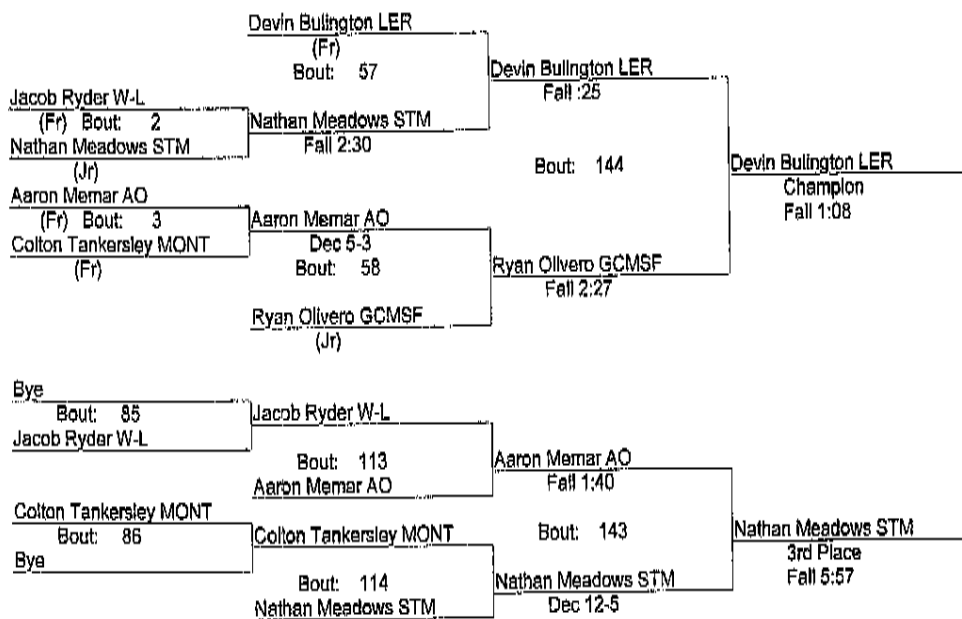 Devin Bulington LER
(Fr)
Bout: 57
Devin Bulington LER
Fall :25
Jacob Ryder W-L
(Fr) Bout: 2
Nathan Meadows STM
Fall 2:30
Nathan Meadows STM
(Jr)
Bout: 144
Devin Bulington LER
Champion
Fall 1:08
Aaron Memar AO
(Fr) Bout: 3
Aaron Memar AO
Dec 5-3
Colton Tankersley MONT
(Fr)
Bout: 58
Ryan Olivero GCMSF
Fall 2:27
Ryan Olivero GCMSF
(Jr)
Bye
Bout: 85
Jacob Ryder W-L
Jacob Ryder W-L
Bout: 113
Aaron Memar AO
Fall 1:40
Aaron Memar AO
Colton Tankersley MONT
Bout: 86
Colton Tankersley MONT
Bout: 143
Nathan Meadows STM
3rd Place
Fall 5:57
Bye
Bout: 114
Nathan Meadows STM
Dec 12-5
Nathan Meadows STM